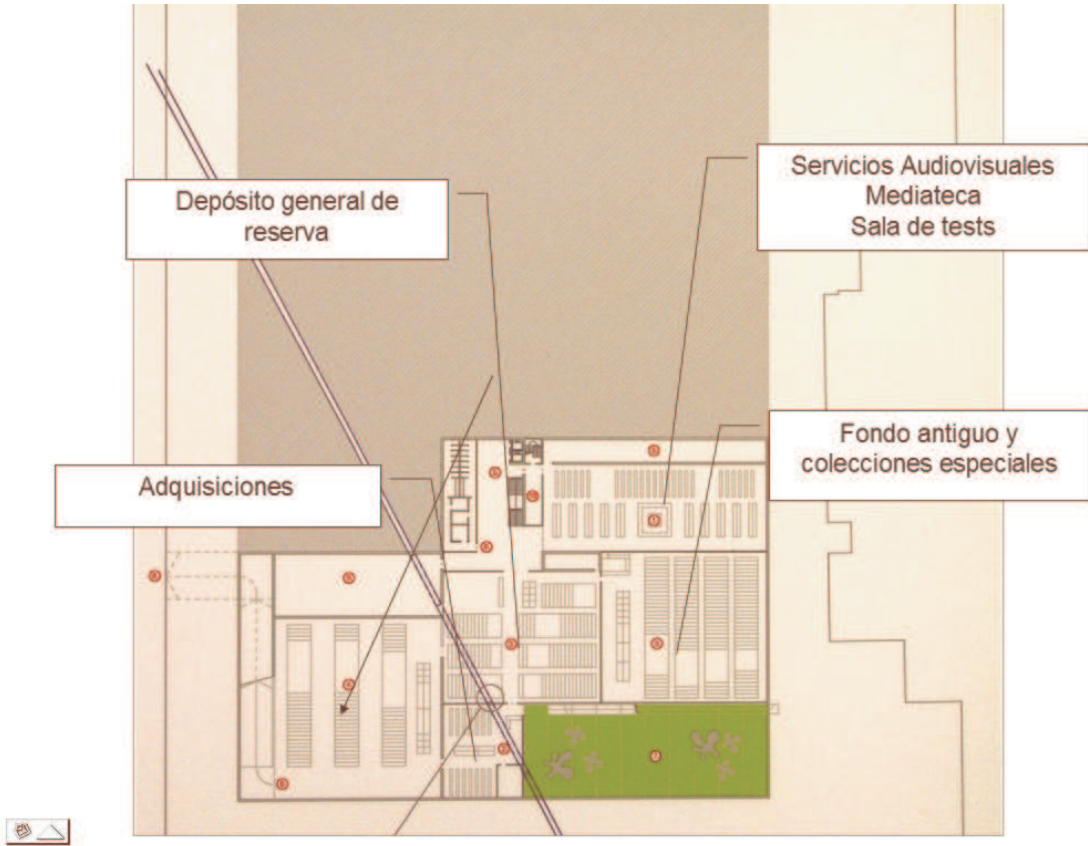 Servicios Audiovisuales
Mediateca
Sala de tests
Depósito general de
reserva
Fondo antiguo y
colecciones especiales
Adquisiciones